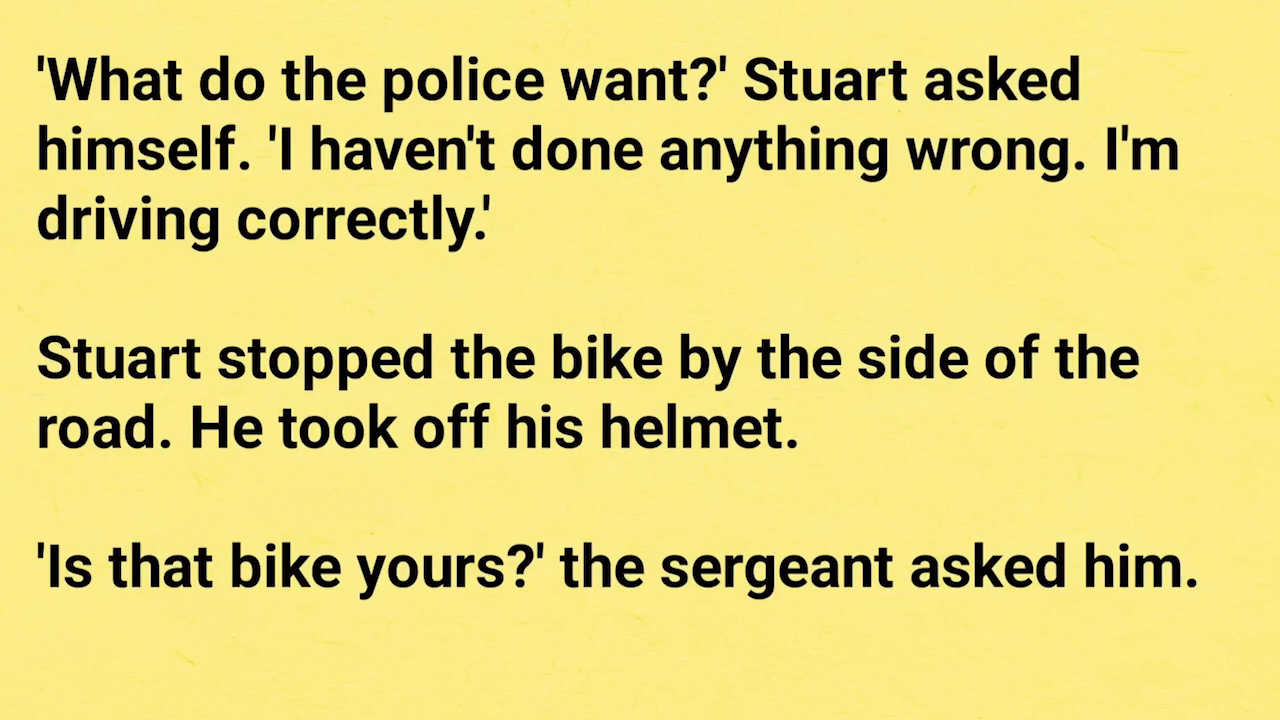 'What do the police want?' Stuart asked
himself. 'I haven't done anything wrong. I'm
driving correctly.'
Stuart stopped the bike by the side of the
road. He took off his helmet.
'Is that bike yours?' the sergeant asked him.